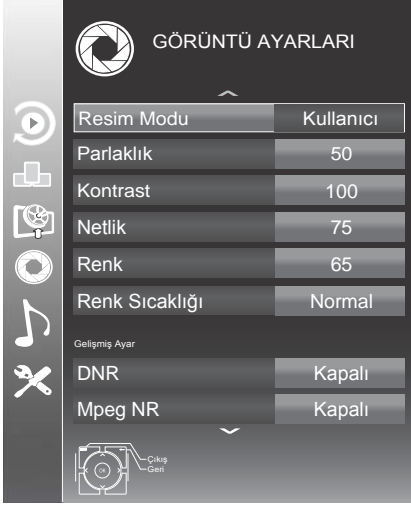 GÖRÜNTÜ AYARLARI
Resim Modu Kullanıcı
Parlaklık 50
Kontrast 100
Netlik 75
Renk 65
Renk Sıcaklığı Normal
Gelişmiş Ayar
DNR Kapalı
Mpeg NR Kapalı
Çıkış
Geri
OK